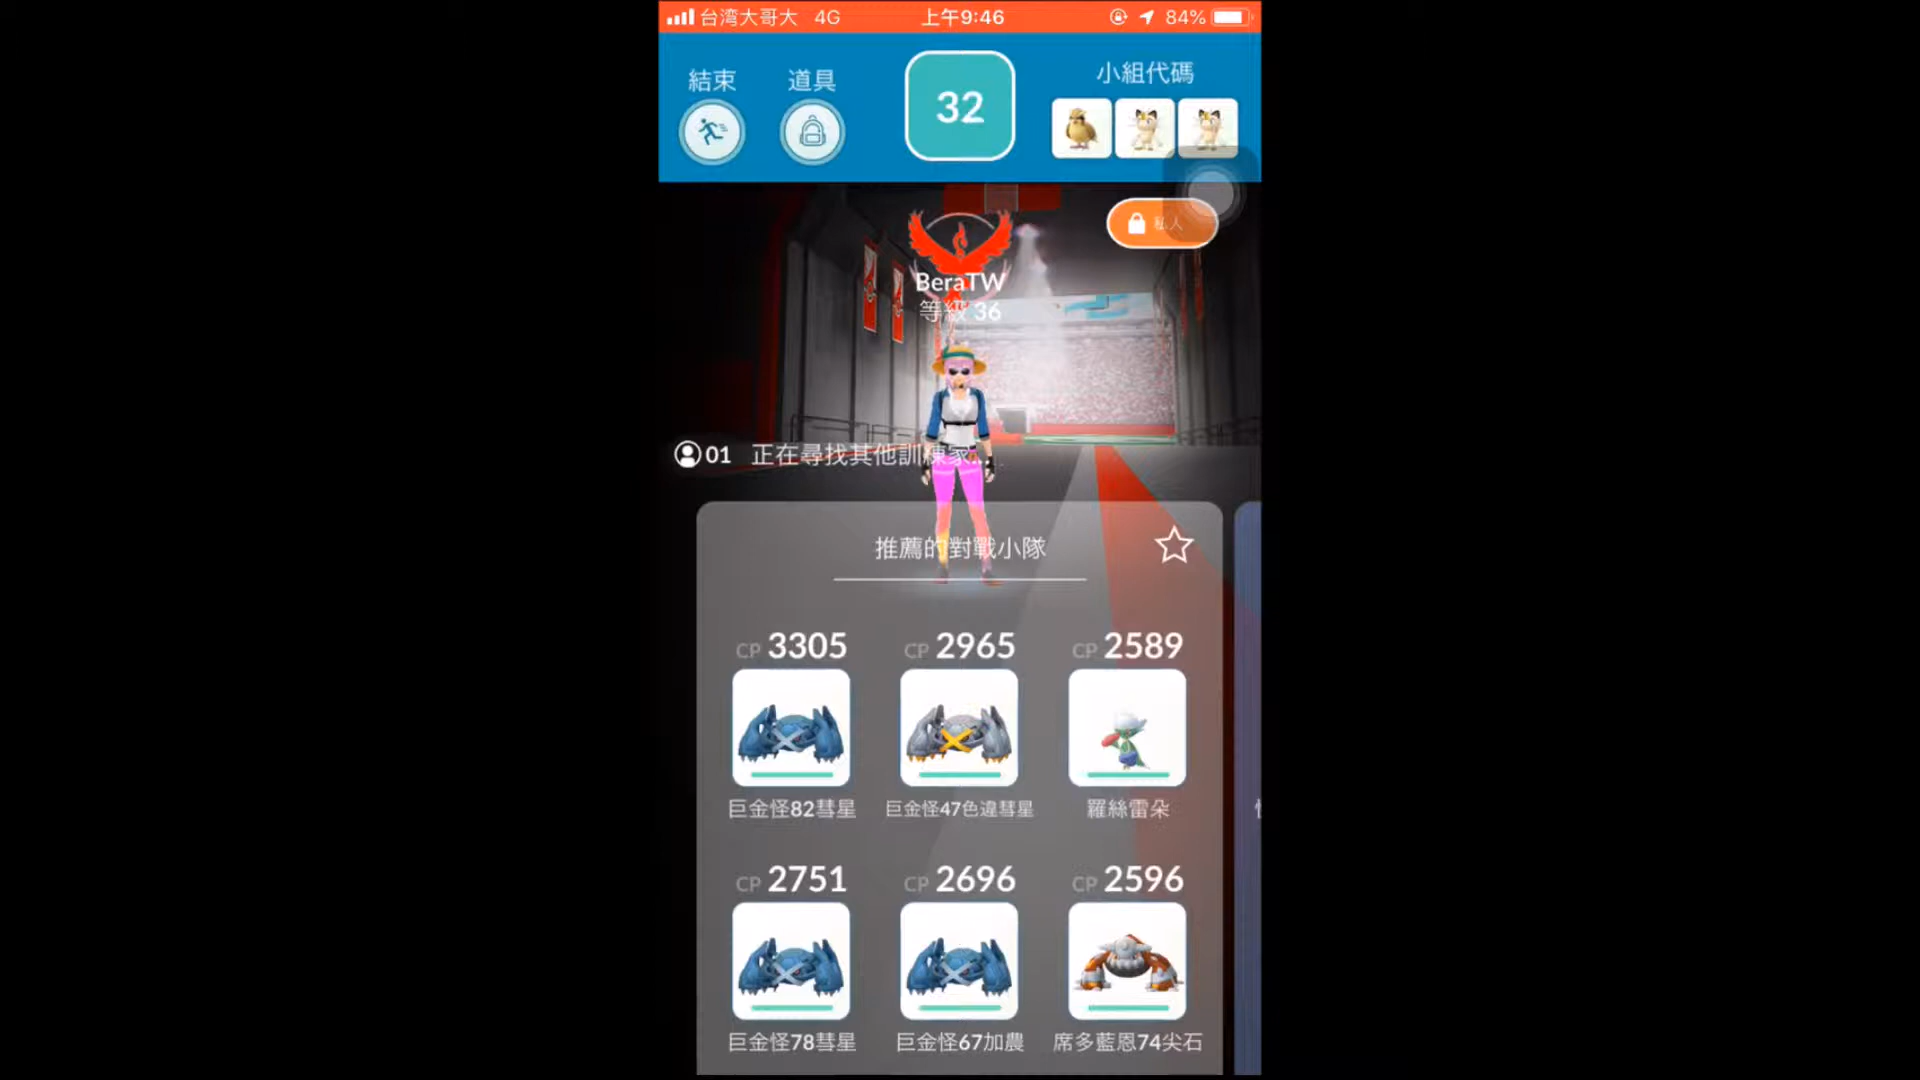 台湾大哥大 4G 上午9:46 84%
結束 道具 32 小組代碼
私人
BeraTW
等級 36
01 正在尋找其他訓練家...
推薦的對戰小隊
CP 3305 CP 2965 CP 2589
巨金怪82彗星 巨金怪47色違彗星 羅絲雷朵
CP 2751 CP 2696 CP 2596
巨金怪78彗星 巨金怪67加農 席多藍恩74尖石